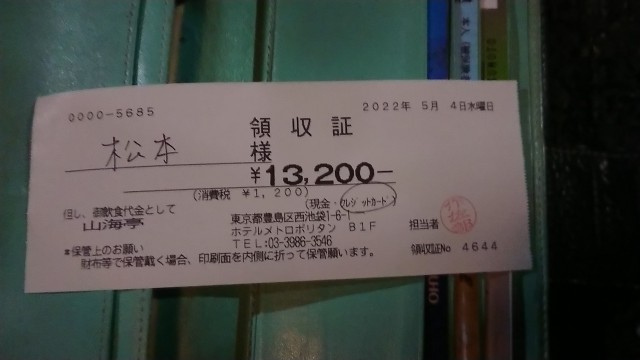 0000-5685
2022年 5月 4日水曜日
領収証
松本 様
¥13,200-
(消費税 ¥1,200)
(現金・クレジットカード)
但し、御飲食代金として
山海亭
東京都豊島区西池袋1-6-1
ホテルメトロポリタン B1F
TEL:03-3986-3546
担当者
*保管上のお願い
財布等で保管戴く場合、印刷面を内側に折って保管願います。
領収証No 4644
本人